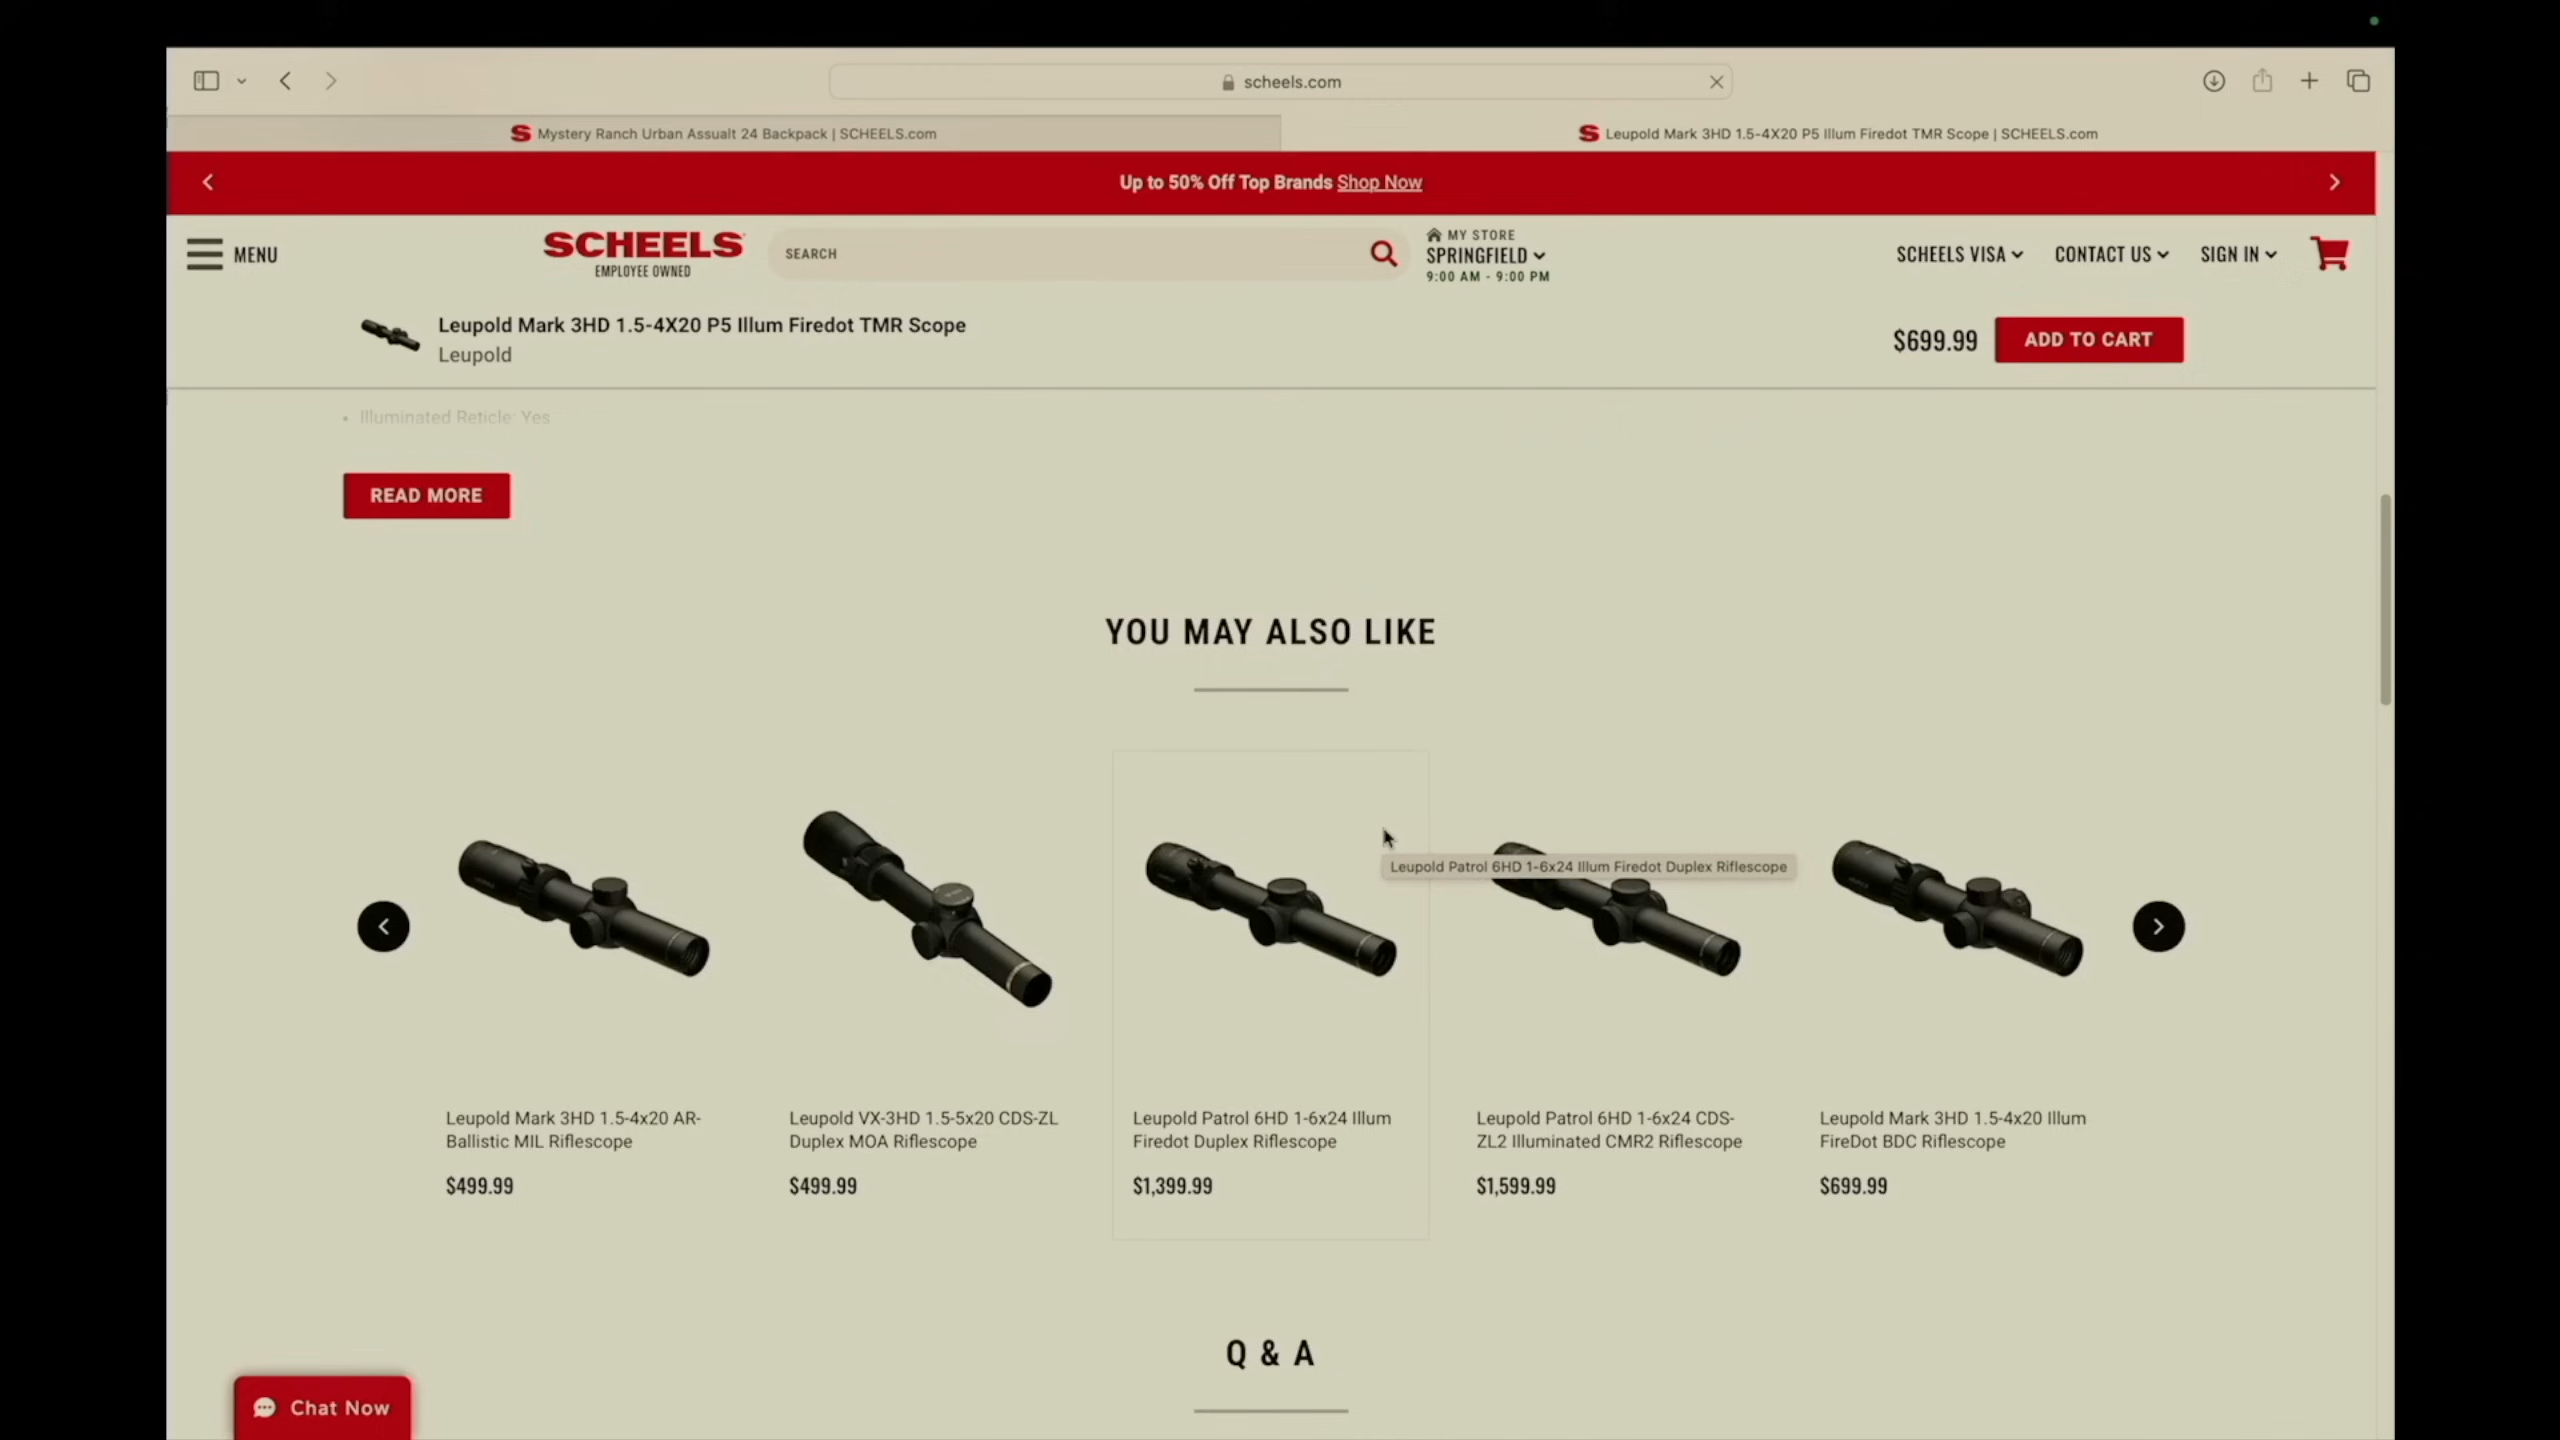 scheels.com
Mystery Ranch Urban Assualt 24 Backpack | SCHEELS.com
Leupold Mark 3HD 1.5-4X20 P5 Illum Firedot TMR Scope | SCHEELS.com
Up to 50% Off Top Brands Shop Now
MENU
SCHEELS
EMPLOYEE OWNED
SEARCH
MY STORE
SPRINGFIELD
9:00 AM - 9:00 PM
SCHEELS VISA
CONTACT US
SIGN IN
Leupold Mark 3HD 1.5-4X20 P5 Illum Firedot TMR Scope
Leupold
$699.99
ADD TO CART
• Illuminated Reticle: Yes
READ MORE
YOU MAY ALSO LIKE
Leupold Patrol 6HD 1-6x24 Illum Firedot Duplex Riflescope
Leupold Mark 3HD 1.5-4x20 AR-
Ballistic MIL Riflescope
$499.99
Leupold VX-3HD 1.5-5x20 CDS-ZL
Duplex MOA Riflescope
$499.99
Leupold Patrol 6HD 1-6x24 Illum
Firedot Duplex Riflescope
$1,399.99
Leupold Patrol 6HD 1-6x24 CDS-
ZL2 Illuminated CMR2 Riflescope
$1,599.99
Leupold Mark 3HD 1.5-4x20 Illum
FireDot BDC Riflescope
$699.99
Q & A
Chat Now